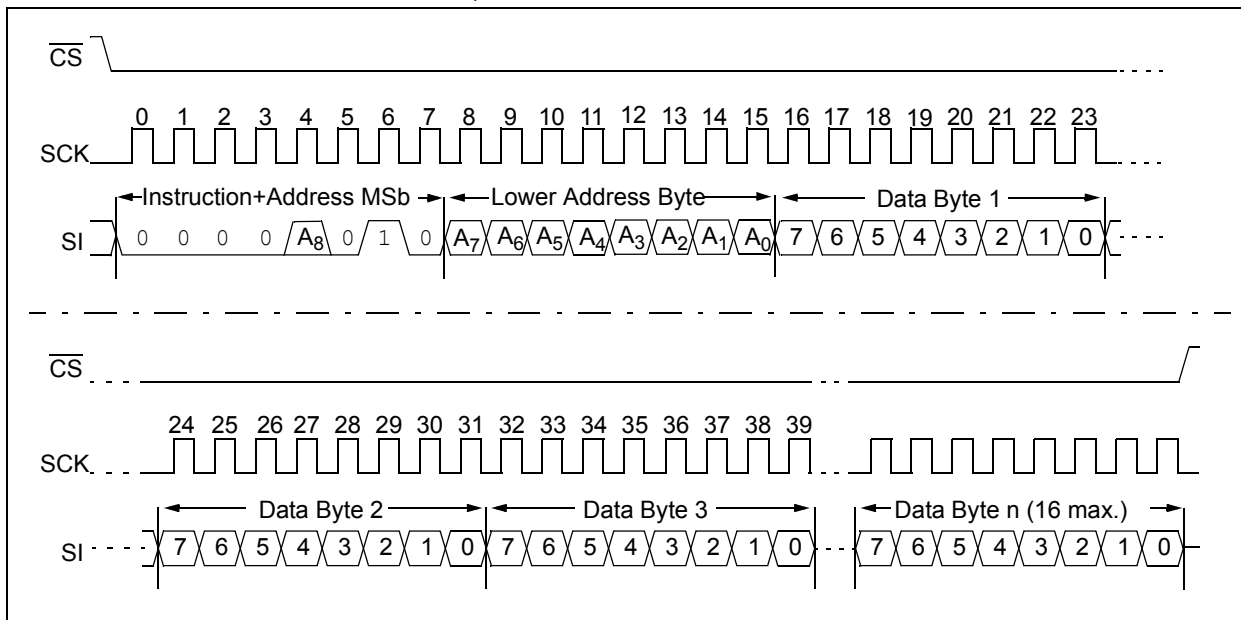 CS
0 1 2 3 4 5 6 7 8 9 10 11 12 13 14 15 16 17 18 19 20 21 22 23
SCK
Instruction+Address MSb Lower Address Byte Data Byte 1
SI 0 0 0 0 A8 0 1 0 A7 A6 A5 A4 A3 A2 A1 A0 7 6 5 4 3 2 1 0
CS
24 25 26 27 28 29 30 31 32 33 34 35 36 37 38 39
SCK
Data Byte 2 Data Byte 3 Data Byte n (16 max.)
SI 7 6 5 4 3 2 1 0 7 6 5 4 3 2 1 0 7 6 5 4 3 2 1 0